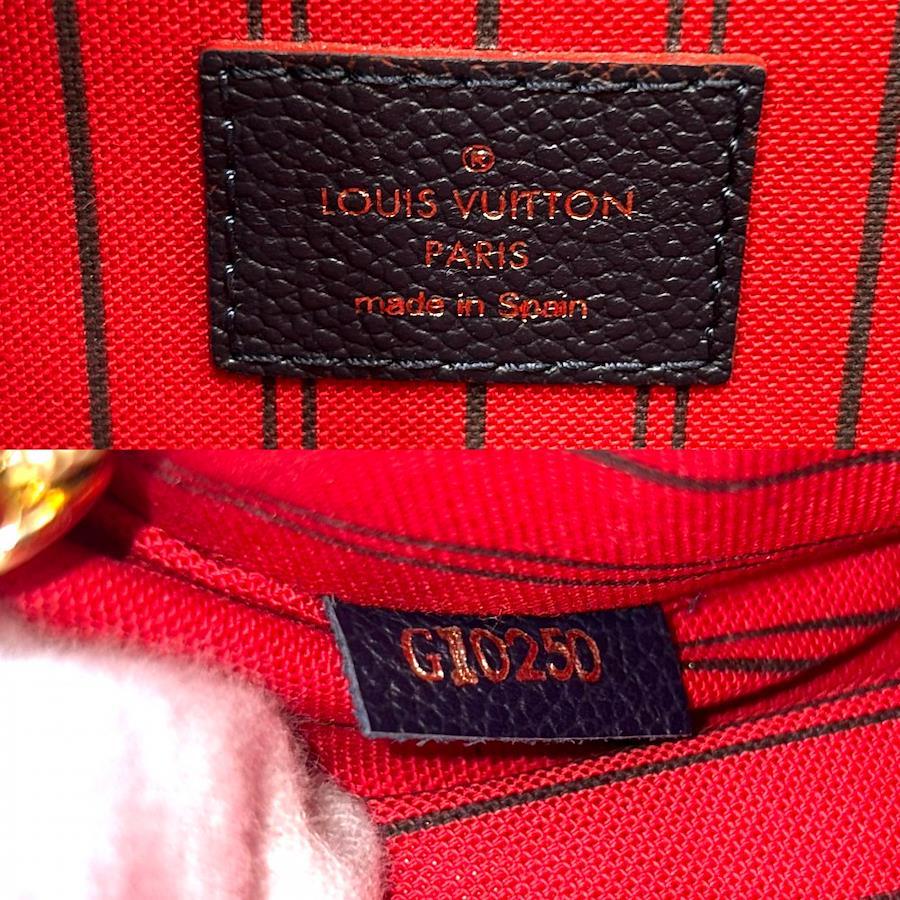 ®
LOUIS VUITTON
PARIS
made in Spain
GI0250